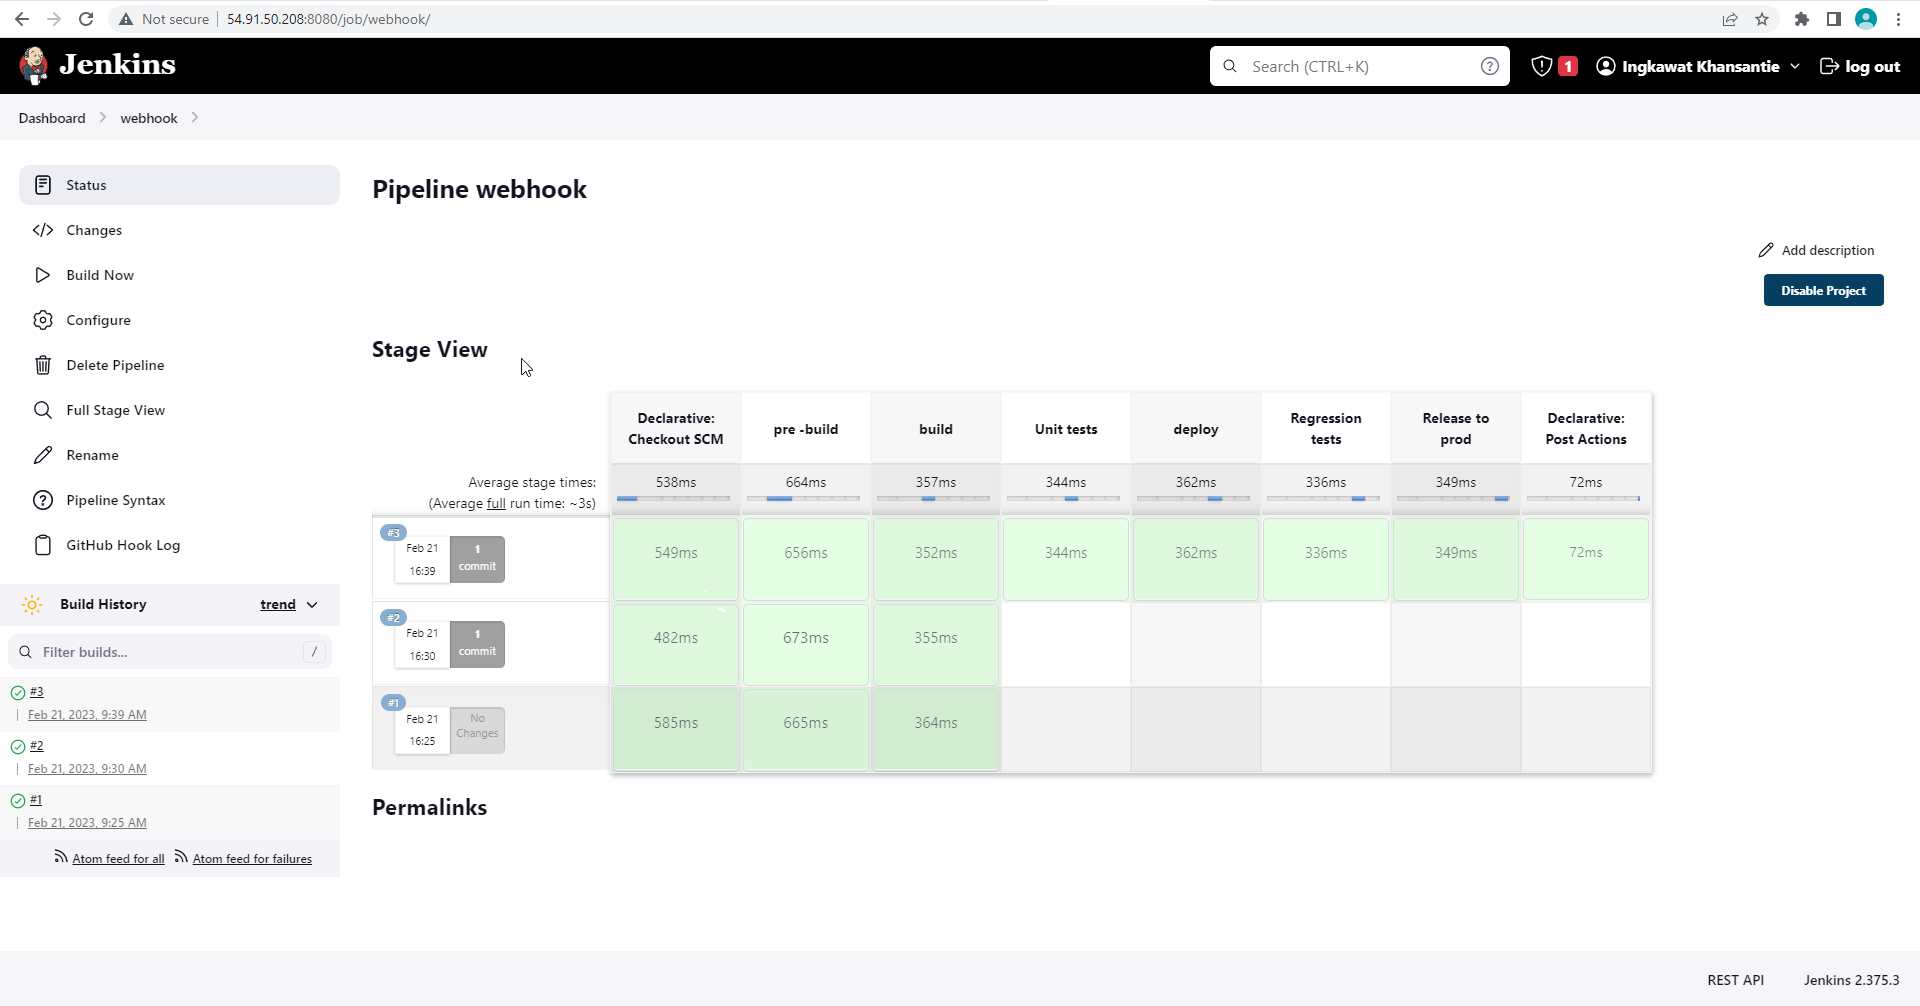 Not secure 54.91.50.208:8080/job/webhook/
Jenkins
Search (CTRL+K)
?
1
Ingkawat Khansantie
log out
Dashboard
webhook
Status
Changes
Build Now
Configure
Delete Pipeline
Full Stage View
Rename
Pipeline Syntax
GitHub Hook Log
Build History
trend
Filter builds...
/
#3
Feb 21, 2023, 9:39 AM
#2
Feb 21, 2023, 9:30 AM
#1
Feb 21, 2023, 9:25 AM
Atom feed for all
Atom feed for failures
Pipeline webhook
Add description
Disable Project
Stage View
Declarative:
Checkout SCM
pre -build
build
Unit tests
deploy
Regression
tests
Release to
prod
Declarative:
Post Actions
Average stage times:
(Average full run time: ~3s)
538ms
664ms
357ms
344ms
362ms
336ms
349ms
72ms
#3
Feb 21
16:39
1
commit
549ms
656ms
352ms
344ms
362ms
336ms
349ms
72ms
#2
Feb 21
16:30
1
commit
482ms
673ms
355ms
#1
Feb 21
16:25
No
Changes
585ms
665ms
364ms
Permalinks
REST API
Jenkins 2.375.3